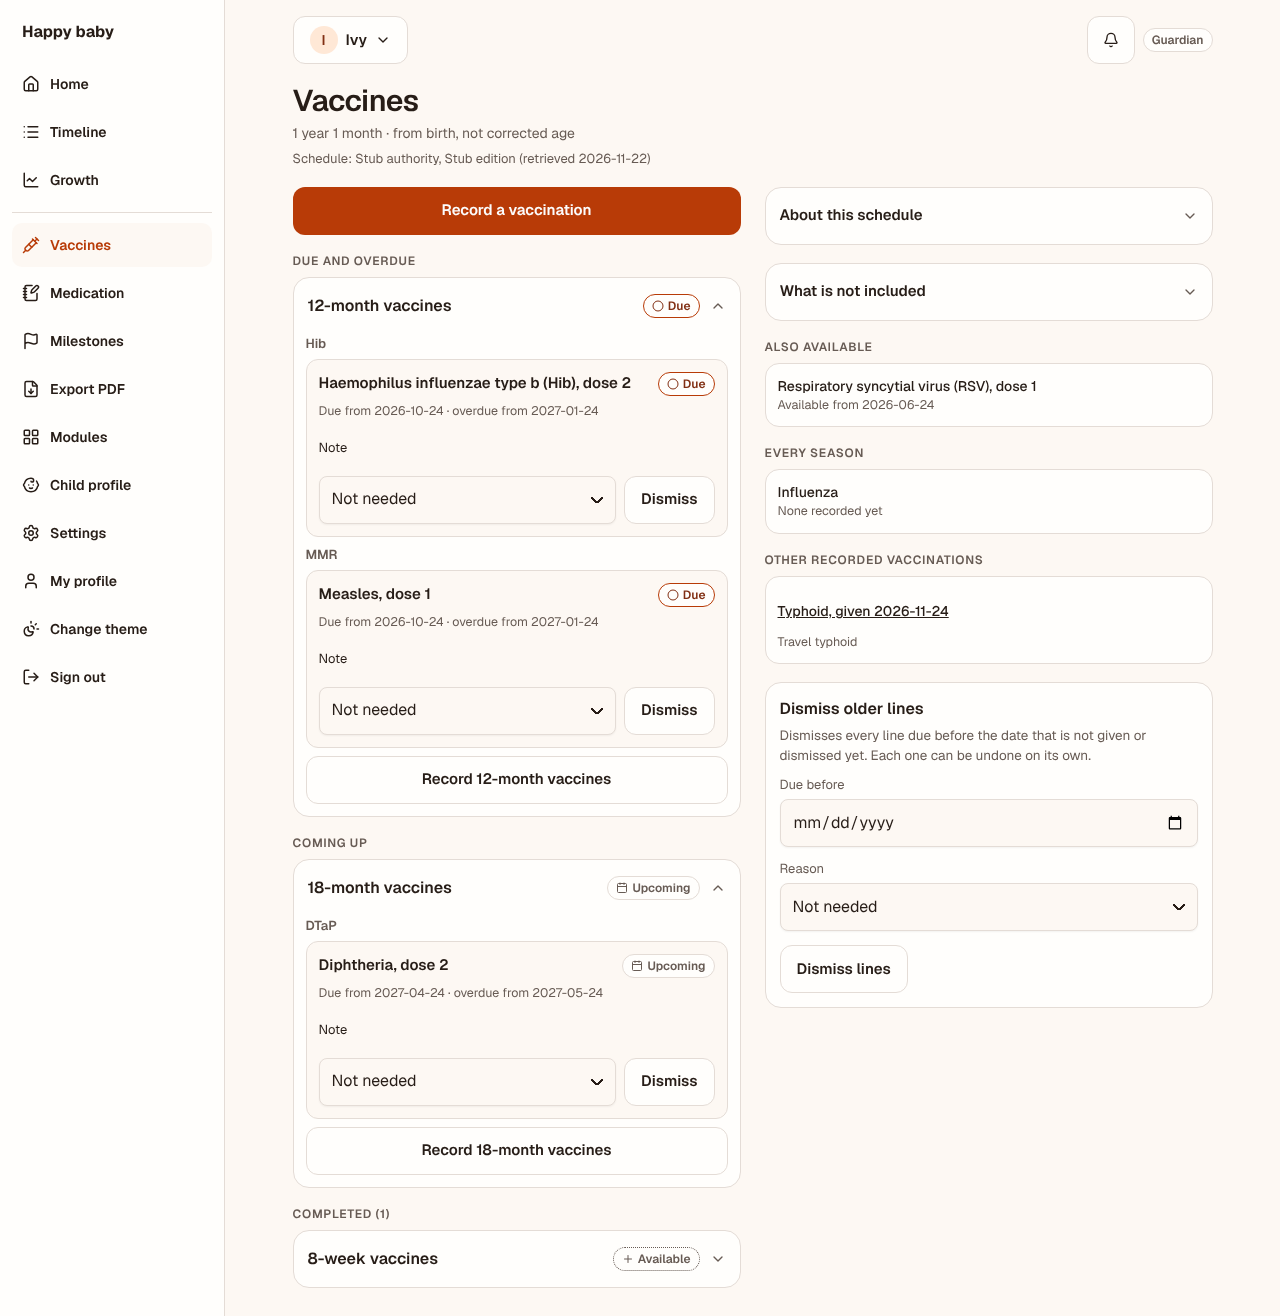 Happy baby
Home
Timeline
Growth
Vaccines
Medication
Milestones
Export PDF
Modules
Child profile
Settings
My profile
Change theme
Sign out
I Ivy
Guardian
Vaccines
1 year 1 month · from birth, not corrected age
Schedule: Stub authority, Stub edition (retrieved 2026-11-22)
Record a vaccination
DUE AND OVERDUE
12-month vaccines
Due
Hib
Haemophilus influenzae type b (Hib), dose 2
Due
Due from 2026-10-24 · overdue from 2027-01-24
Note
Not needed
Dismiss
MMR
Measles, dose 1
Due
Due from 2026-10-24 · overdue from 2027-01-24
Note
Not needed
Dismiss
Record 12-month vaccines
COMING UP
18-month vaccines
Upcoming
DTaP
Diphtheria, dose 2
Upcoming
Due from 2027-04-24 · overdue from 2027-05-24
Note
Not needed
Dismiss
Record 18-month vaccines
COMPLETED (1)
8-week vaccines
Available
About this schedule
What is not included
ALSO AVAILABLE
Respiratory syncytial virus (RSV), dose 1
Available from 2026-06-24
EVERY SEASON
Influenza
None recorded yet
OTHER RECORDED VACCINATIONS
Typhoid, given 2026-11-24
Travel typhoid
Dismiss older lines
Dismisses every line due before the date that is not given or
dismissed yet. Each one can be undone on its own.
Due before
mm/dd/yyyy
Reason
Not needed
Dismiss lines